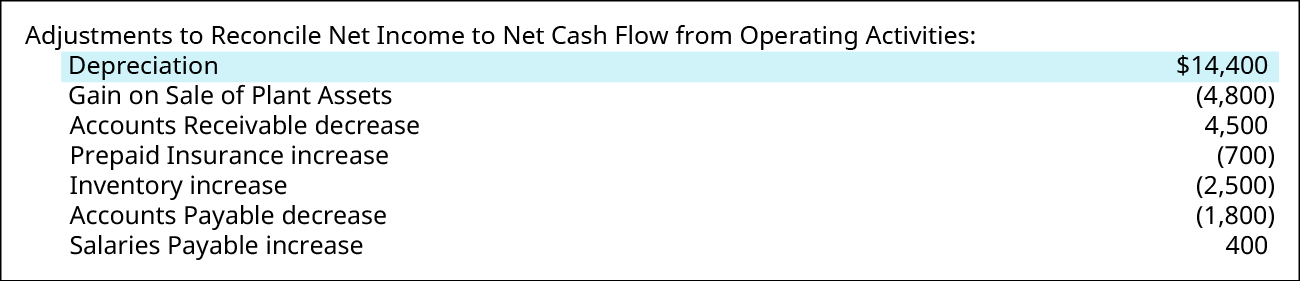 Adjustments to Reconcile Net Income to Net Cash Flow from Operating Activities:
Depreciation $14,400
Gain on Sale of Plant Assets (4,800)
Accounts Receivable decrease 4,500
Prepaid Insurance increase (700)
Inventory increase (2,500)
Accounts Payable decrease (1,800)
Salaries Payable increase 400